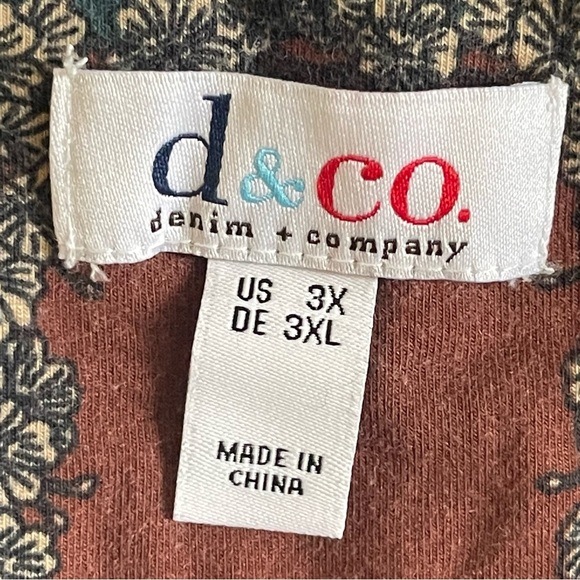 d&co.
denim + company
US 3X
DE 3XL
MADE IN
CHINA